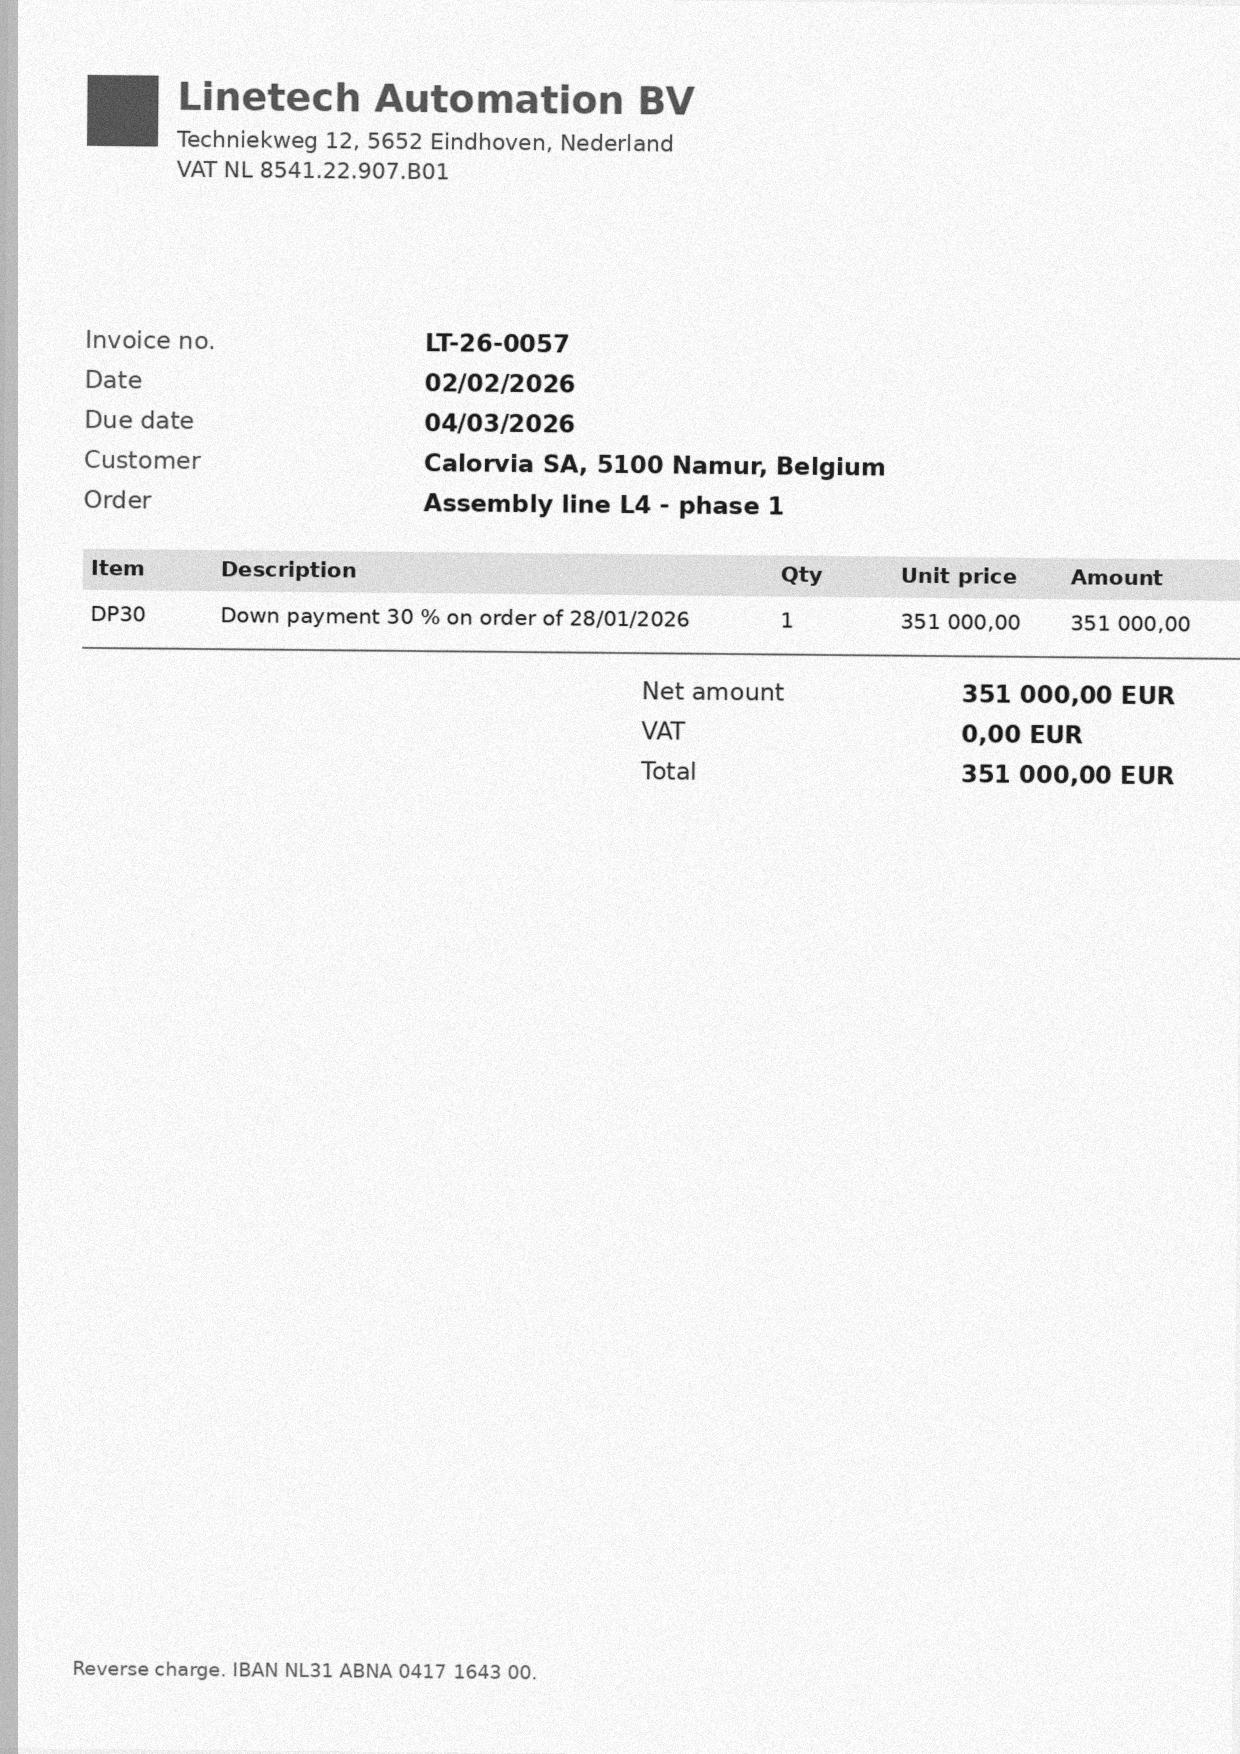 Linetech Automation BV
Techniekweg 12, 5652 Eindhoven, Nederland
VAT NL 8541.22.907.B01
Invoice no. LT-26-0057
Date 02/02/2026
Due date 04/03/2026
Customer Calorvia SA, 5100 Namur, Belgium
Order Assembly line L4 - phase 1
Item Description Qty Unit price Amount
DP30 Down payment 30 % on order of 28/01/2026 1 351 000,00 351 000,00
Net amount 351 000,00 EUR
VAT 0,00 EUR
Total 351 000,00 EUR
Reverse charge. IBAN NL31 ABNA 0417 1643 00.